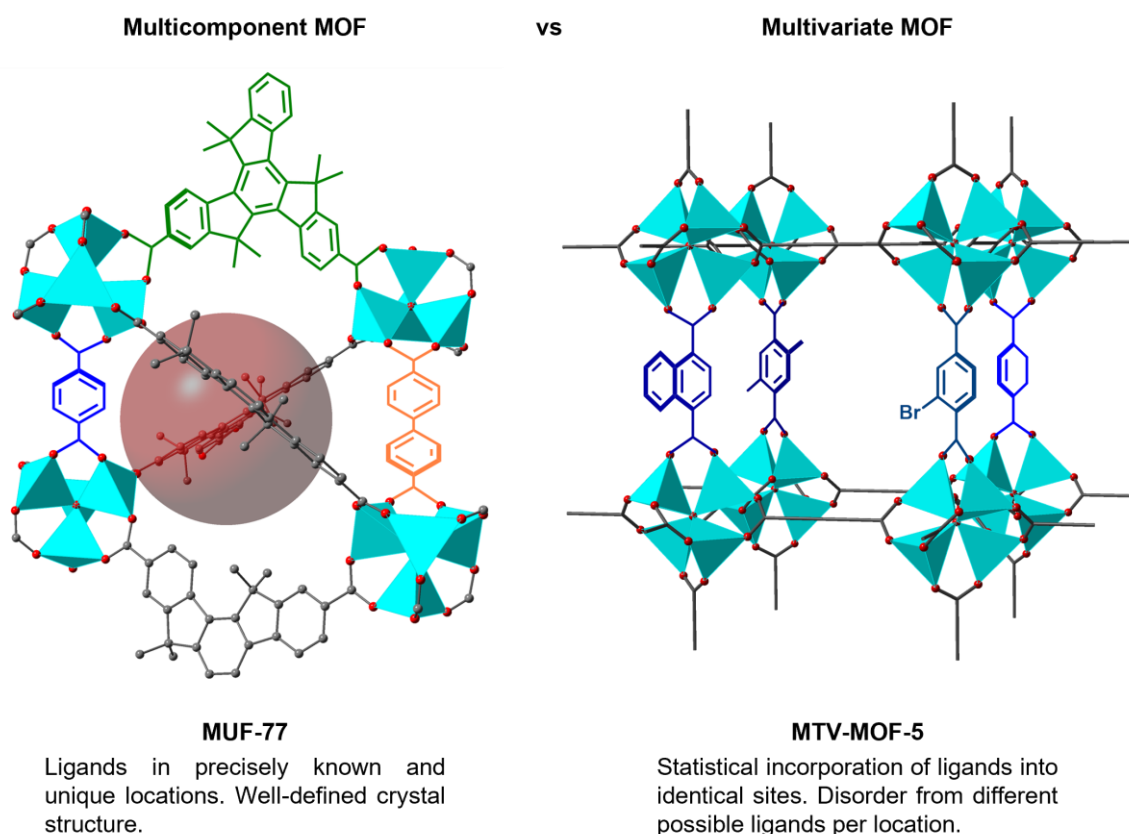 Multicomponent MOF vs Multivariate MOF
Br
MUF-77
Ligands in precisely known and
unique locations. Well-defined crystal
structure.
MTV-MOF-5
Statistical incorporation of ligands into
identical sites. Disorder from different
possible ligands per location.